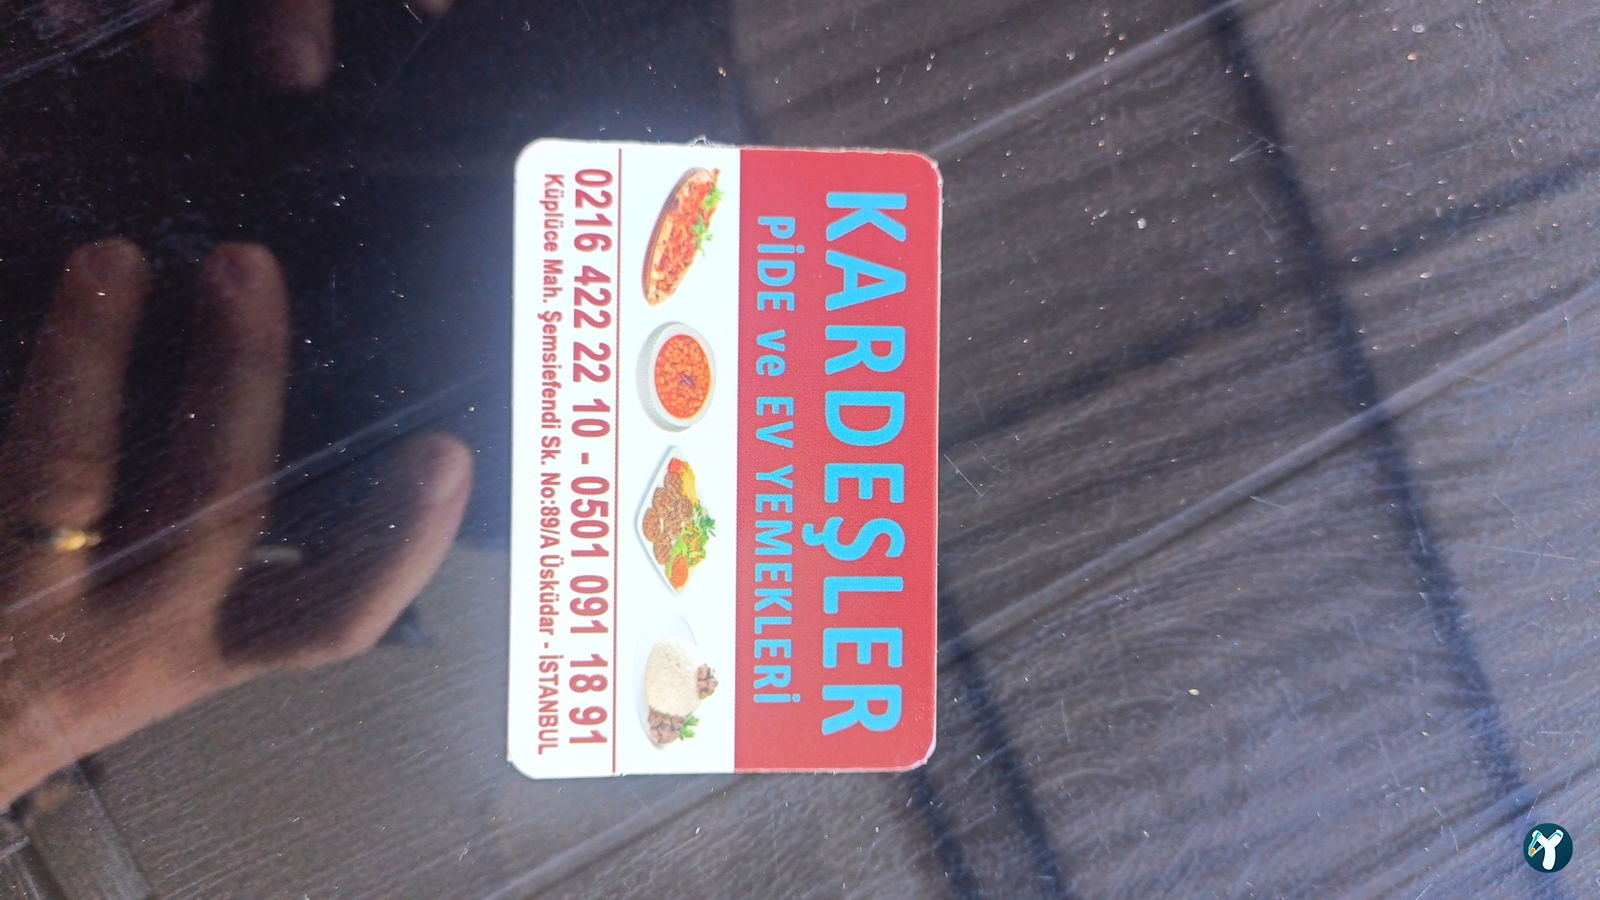 KARDEŞLER
PİDE ve EV YEMEKLERİ
0216 422 22 10 - 0501 091 18 91
Küplüce Mah. Şemsiefendi Sk. No:89/A Üsküdar - İSTANBUL